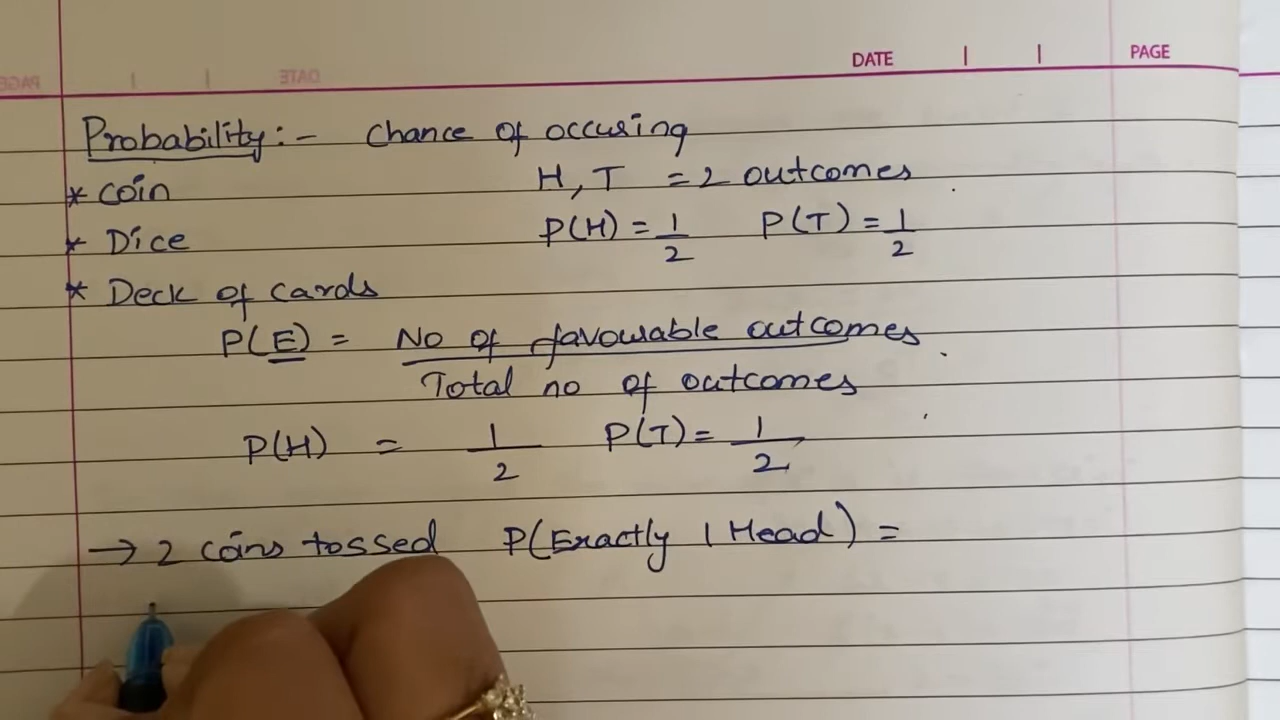 DATE | | PAGE
Probability:- Chance of occusing
* Coin
H, T = 2 outcomes
* Dice
P(H) = 1/2 P(T) = 1/2
* Deck of cards
P(E) = No of favourable outcomes
Total no of outcomes
P(H) = 1/2 P(T) = 1/2
→ 2 coins tossed P(Exactly 1 Head) =